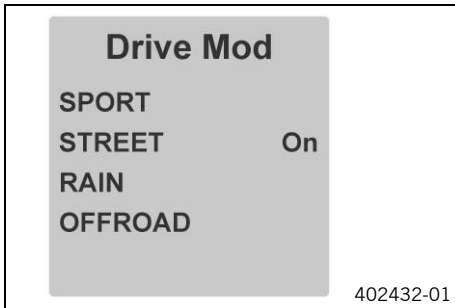 Drive Mod
SPORT
STREET On
RAIN
OFFROAD
402432-01